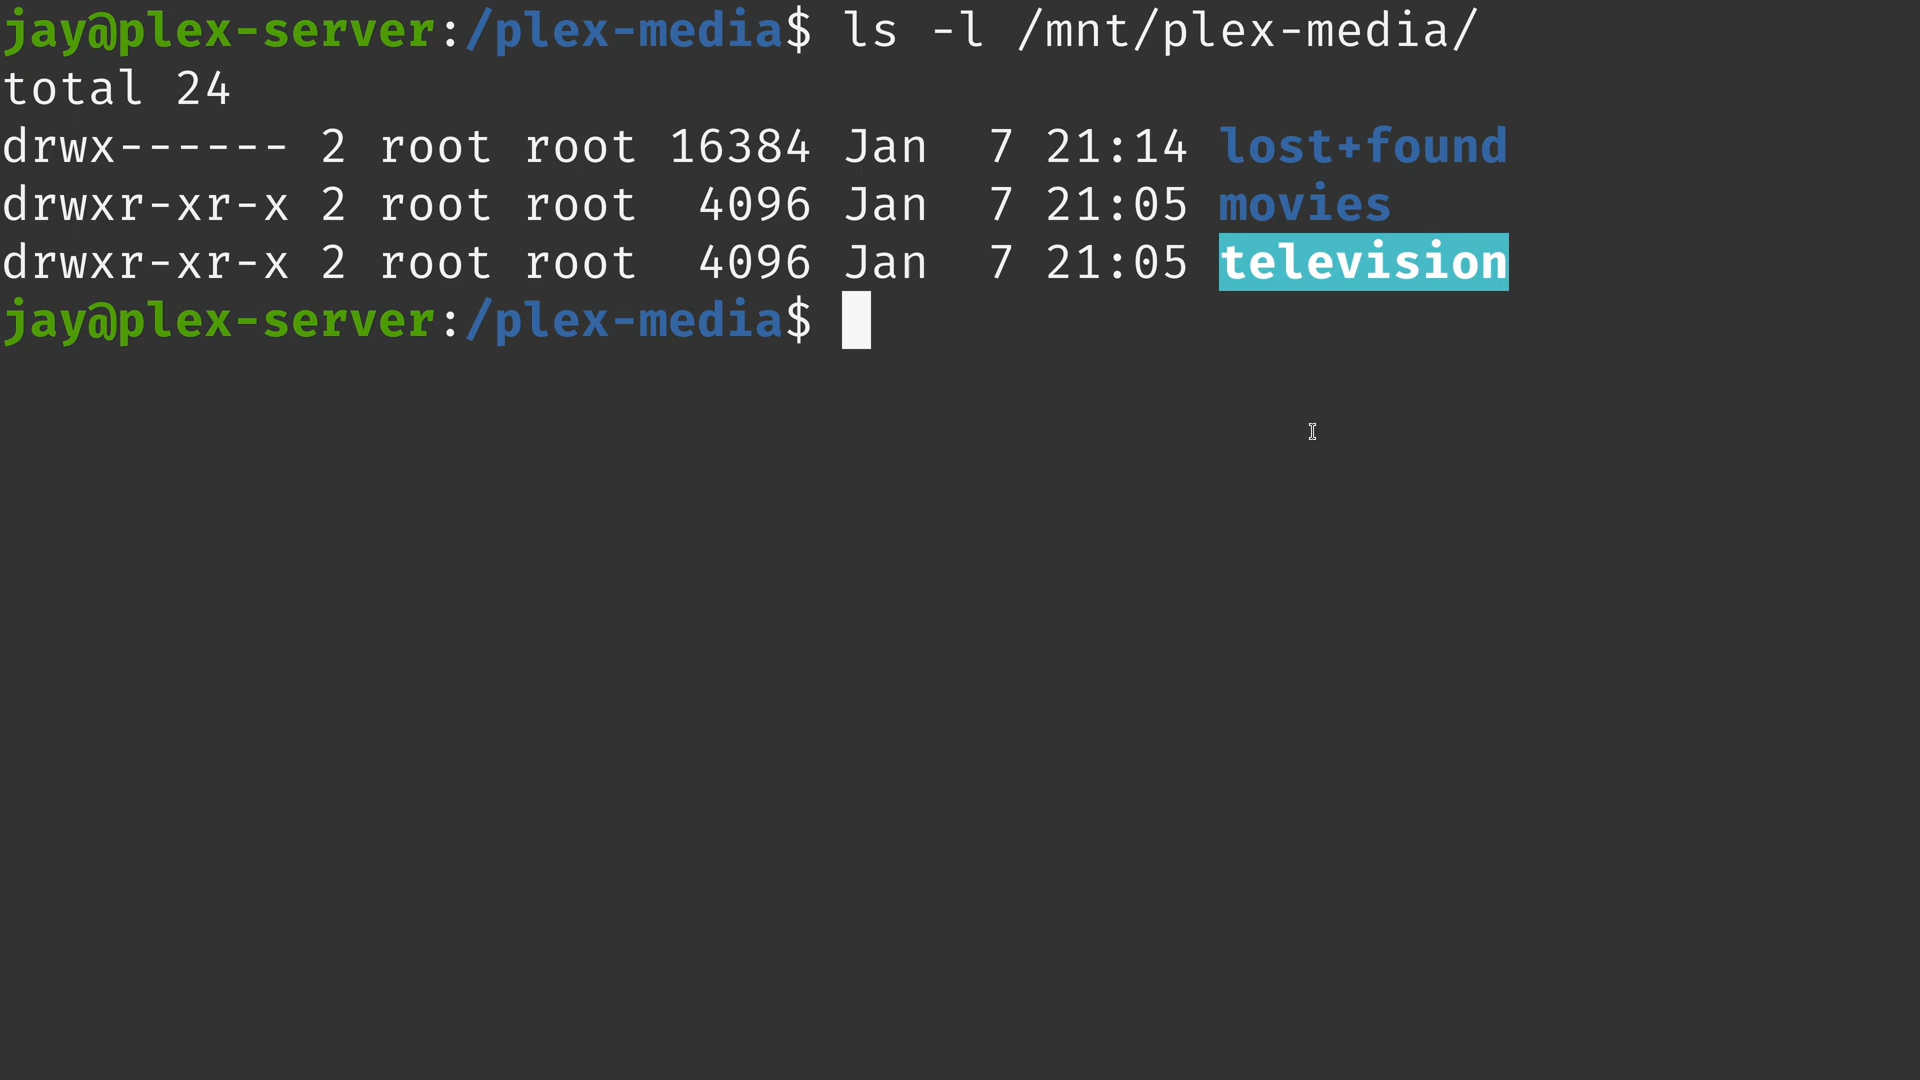 jay@plex-server:/plex-media$ ls -l /mnt/plex-media/
total 24
drwx------ 2 root root 16384 Jan  7 21:14 lost+found
drwxr-xr-x 2 root root  4096 Jan  7 21:05 movies
drwxr-xr-x 2 root root  4096 Jan  7 21:05 television
jay@plex-server:/plex-media$